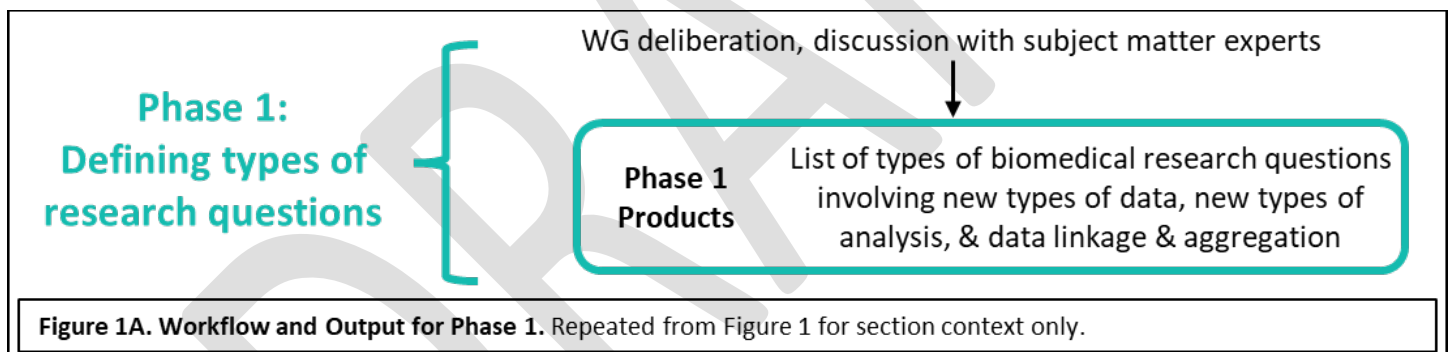 WG deliberation, discussion with subject matter experts
Phase 1:
Defining types of
research questions
Phase 1
Products
List of types of biomedical research questions
involving new types of data, new types of
analysis, & data linkage & aggregation
Figure 1A. Workflow and Output for Phase 1. Repeated from Figure 1 for section context only.
DRA